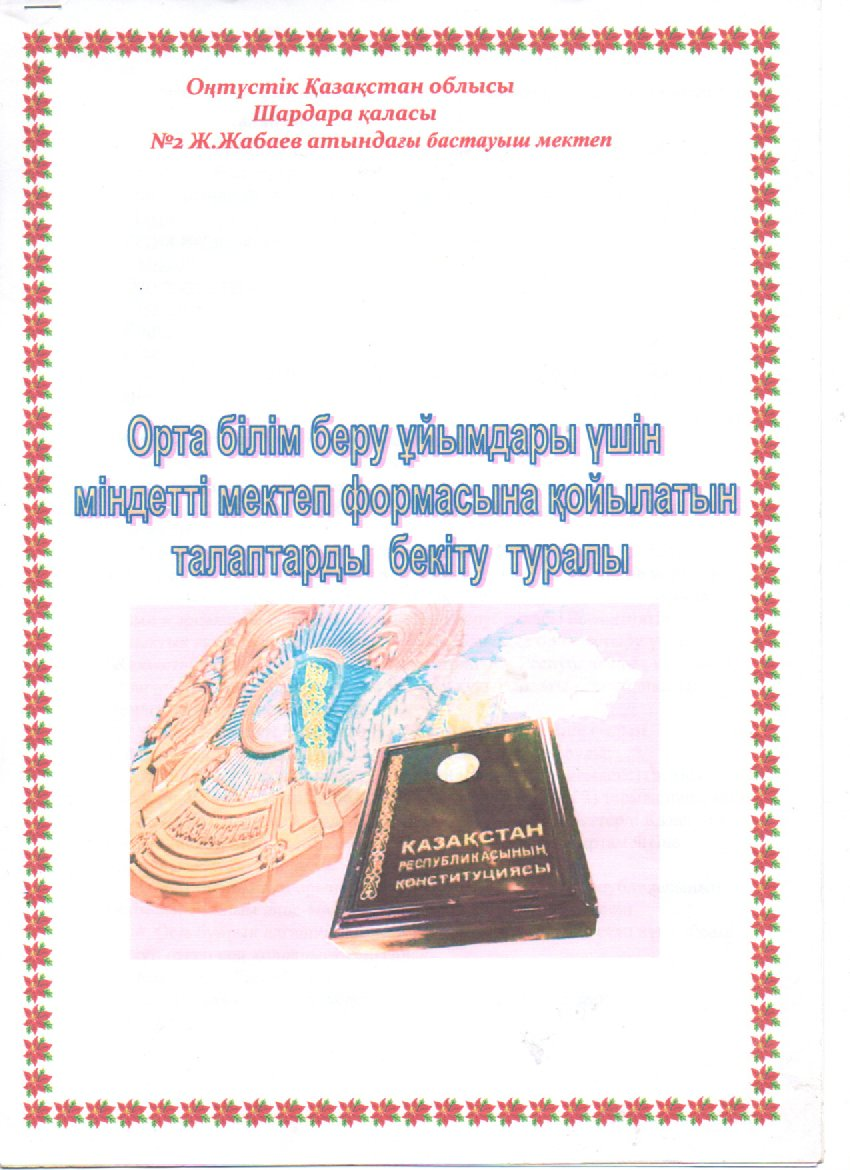 Оңтүстік Қазақстан облысы
Шардара қаласы
№2 Ж.Жабаев атындағы бастауыш мектеп
Орта білім беру ұйымдары үшін
міндетті мектеп формасына қойылатын
талаптарды бекіту туралы
ҚАЗАҚСТАН
ҚАЗАҚСТАН
РЕСПУБЛИКАСЫНЫҢ
КОНСТИТУЦИЯСЫ